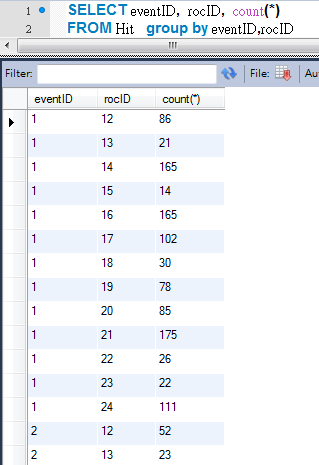 1 SELECT eventID, rocID, count(*)
2 FROM Hit group by eventID,rocID
Filter: File: Au
eventID rocID count(*)
1 12 86
1 13 21
1 14 165
1 15 14
1 16 165
1 17 102
1 18 30
1 19 78
1 20 85
1 21 175
1 22 26
1 23 22
1 24 111
2 12 52
2 13 23